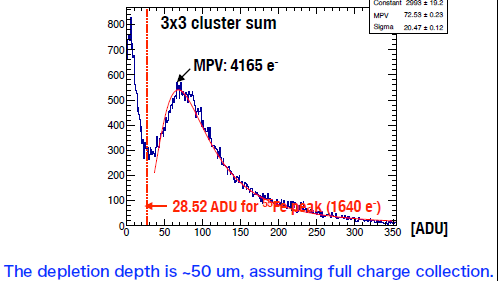 Constant 2993 ± 19.2
MPV 72.53 ± 0.23
Sigma 20.47 ± 0.12
3x3 cluster sum
MPV: 4165 e-
28.52 ADU for 55Fe peak (1640 e-)
800
700
600
500
400
300
200
100
0
0 50 100 150 200 250 300 350
[ADU]
The depletion depth is ~50 um, assuming full charge collection.